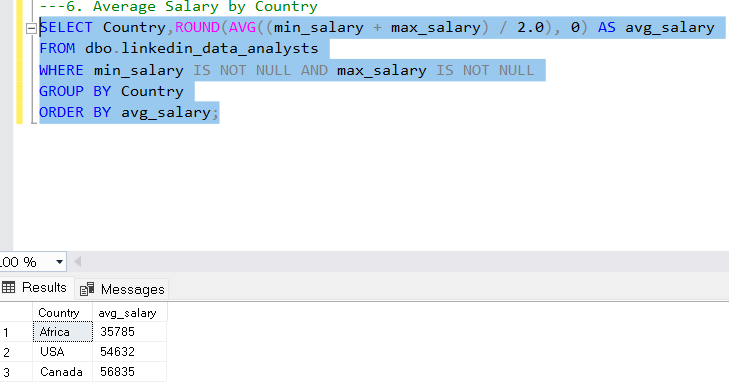 ---6. Average Salary by Country
SELECT Country,ROUND(AVG((min_salary + max_salary) / 2.0), 0) AS avg_salary
FROM dbo.linkedin_data_analysts
WHERE min_salary IS NOT NULL AND max_salary IS NOT NULL
GROUP BY Country
ORDER BY avg_salary;
100 %
Results Messages
Country avg_salary
1 Africa 35785
2 USA 54632
3 Canada 56835